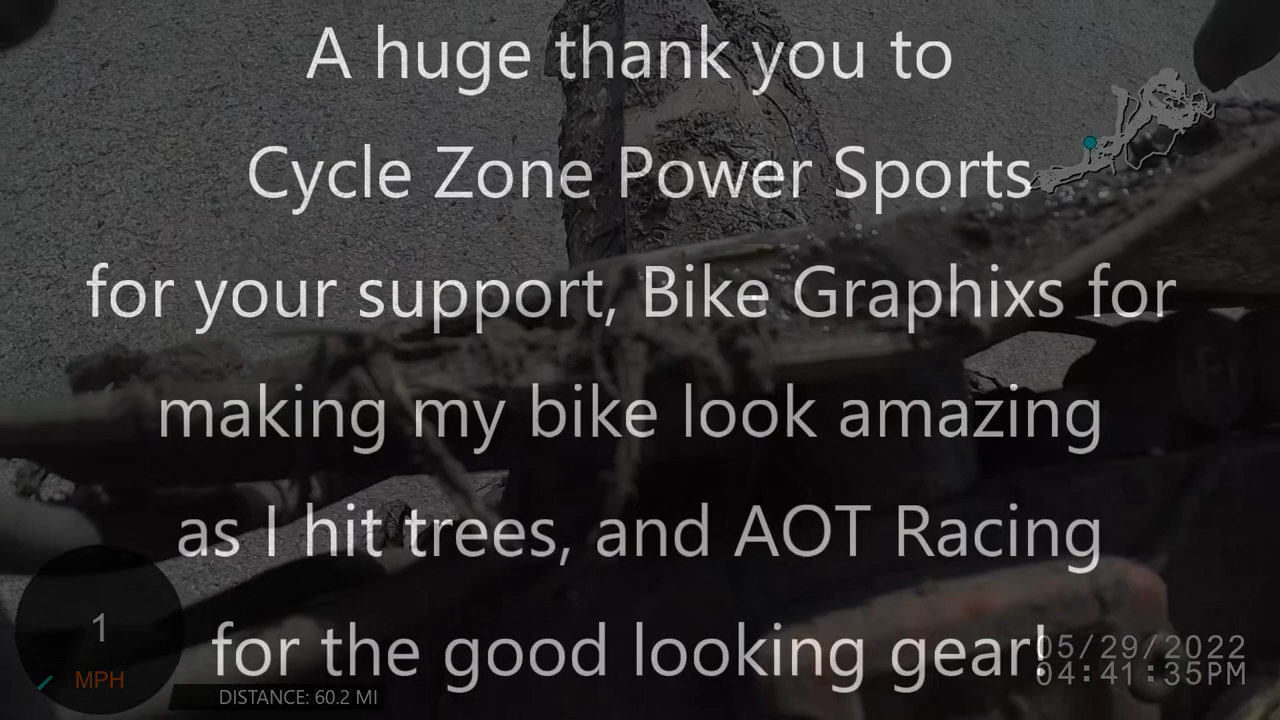 A huge thank you to
Cycle Zone Power Sports
for your support, Bike Graphixs for
making my bike look amazing
as I hit trees, and AOT Racing
for the good looking gear!
05/29/2022
04:41:35PM
1
MPH
DISTANCE: 60.2 MI